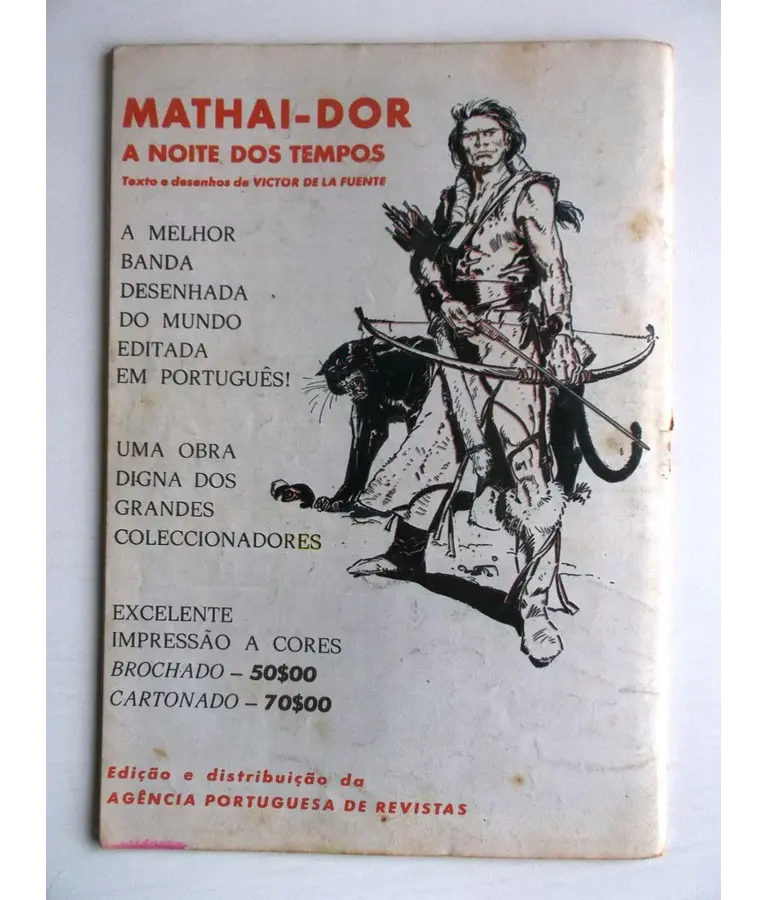 MATHAI-DOR
A NOITE DOS TEMPOS
Texto e desenhos de VICTOR DE LA FUENTE
A MELHOR
BANDA
DESENHADA
DO MUNDO
EDITADA
EM PORTUGUÊS!
UMA OBRA
DIGNA DOS
GRANDES
COLECCIONADORES
EXCELENTE
IMPRESSÃO A CORES
BROCHADO – 50$00
CARTONADO – 70$00
Edição e distribuição da
AGÊNCIA PORTUGUESA DE REVISTAS